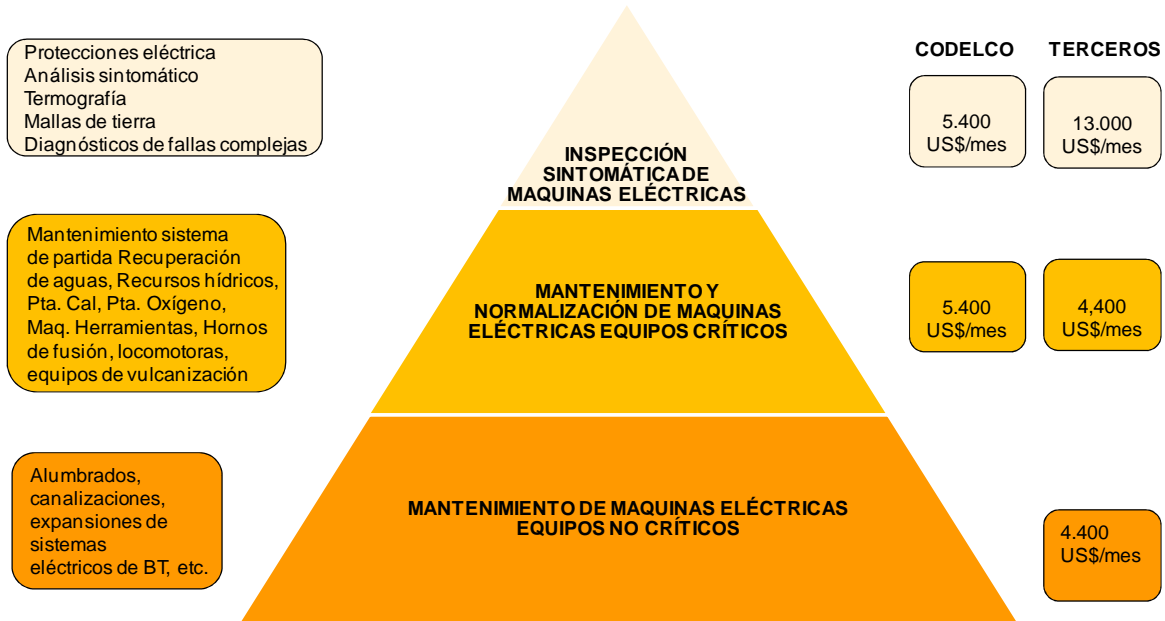 CODELCO
TERCEROS
Protecciones eléctrica
Análisis sintomático
Termografía
Mallas de tierra
Diagnósticos de fallas complejas
INSPECCIÓN
SINTOMÁTICA DE
MAQUINAS ELÉCTRICAS
5.400
US$/mes
13.000
US$/mes
Mantenimiento sistema
de partida Recuperación
de aguas, Recursos hídricos,
Pta. Cal, Pta. Oxígeno,
Maq. Herramientas, Hornos
de fusión, locomotoras,
equipos de vulcanización
MANTENIMIENTO Y
NORMALIZACIÓN DE MAQUINAS
ELÉCTRICAS EQUIPOS CRÍTICOS
5.400
US$/mes
4,400
US$/mes
Alumbrados,
canalizaciones,
expansiones de
sistemas
eléctricos de BT, etc.
MANTENIMIENTO DE MAQUINAS ELÉCTRICAS
EQUIPOS NO CRÍTICOS
4.400
US$/mes